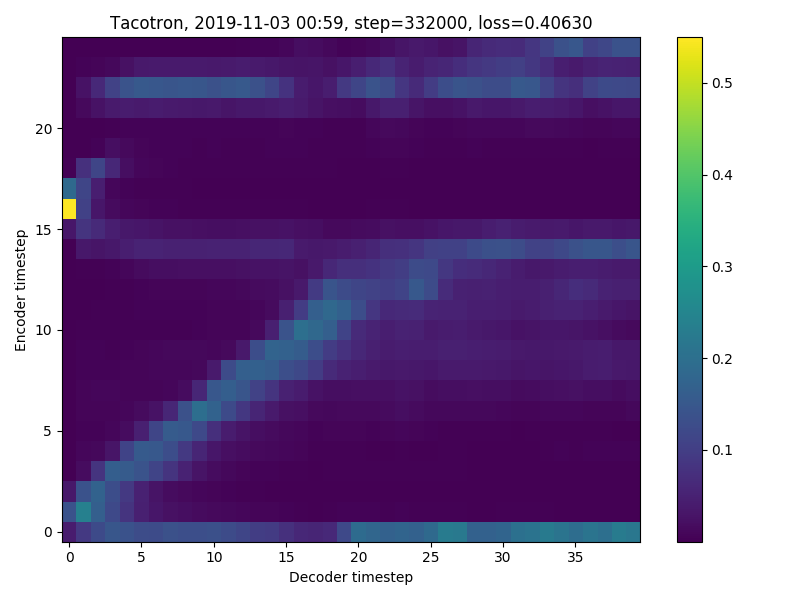 Tacotron, 2019-11-03 00:59, step=332000, loss=0.40630
Encoder timestep
20
15
10
5
0
0 5 10 15 20 25 30 35
Decoder timestep
0.5
0.4
0.3
0.2
0.1